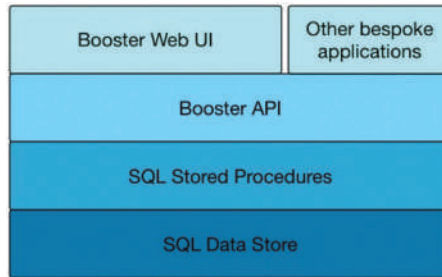 Booster Web UI
Other bespoke
applications
Booster API
SQL Stored Procedures
SQL Data Store